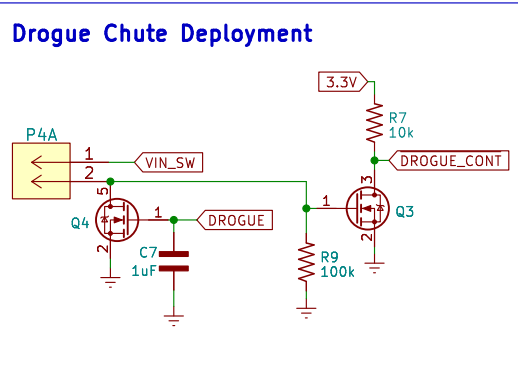 Drogue Chute Deployment
3.3V
R7
10k
P4A
1
VIN_SW
DROGUE_CONT
2
5
3
Q4
1
DROGUE
1
Q3
2
C7
1uF
2
R9
100k